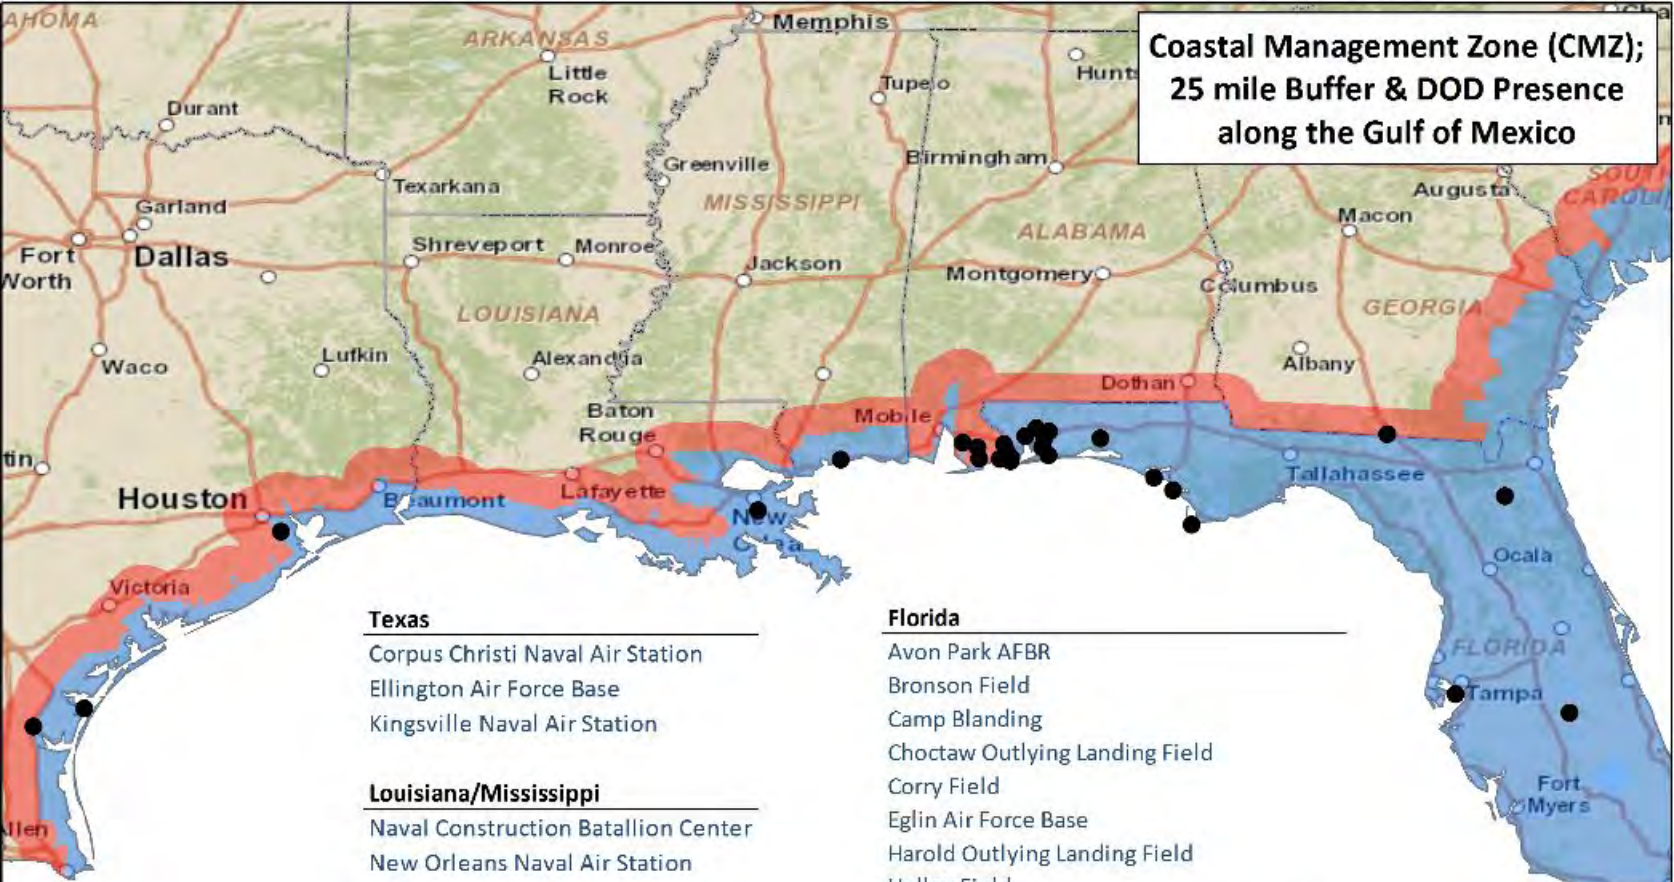 Coastal Management Zone (CMZ);
25 mile Buffer & DOD Presence
along the Gulf of Mexico
AHOMA
ARKANSAS
Memphis
Little
Rock
Tupelo
Durant
Greenville
Birmingham
Texarkana
MISSISSIPPI
Augusta
Garland
Macon
Fort
Worth
Dallas
Shreveport
Monroe
Jackson
ALABAMA
Montgomery
Columbus
LOUISIANA
GEORGIA
Waco
Lufkin
Alexandria
Albany
Dothan
Baton
Rouge
Mobile
tin
Houston
Beaumont
Lafayette
Tallahassee
New
Ocala
Victoria
FLORIDA
Tampa
Fort
Myers
Allen
Texas
Corpus Christi Naval Air Station
Ellington Air Force Base
Kingsville Naval Air Station
Louisiana/Mississippi
Naval Construction Batallion Center
New Orleans Naval Air Station
Florida
Avon Park AFBR
Bronson Field
Camp Blanding
Choctaw Outlying Landing Field
Corry Field
Eglin Air Force Base
Harold Outlying Landing Field